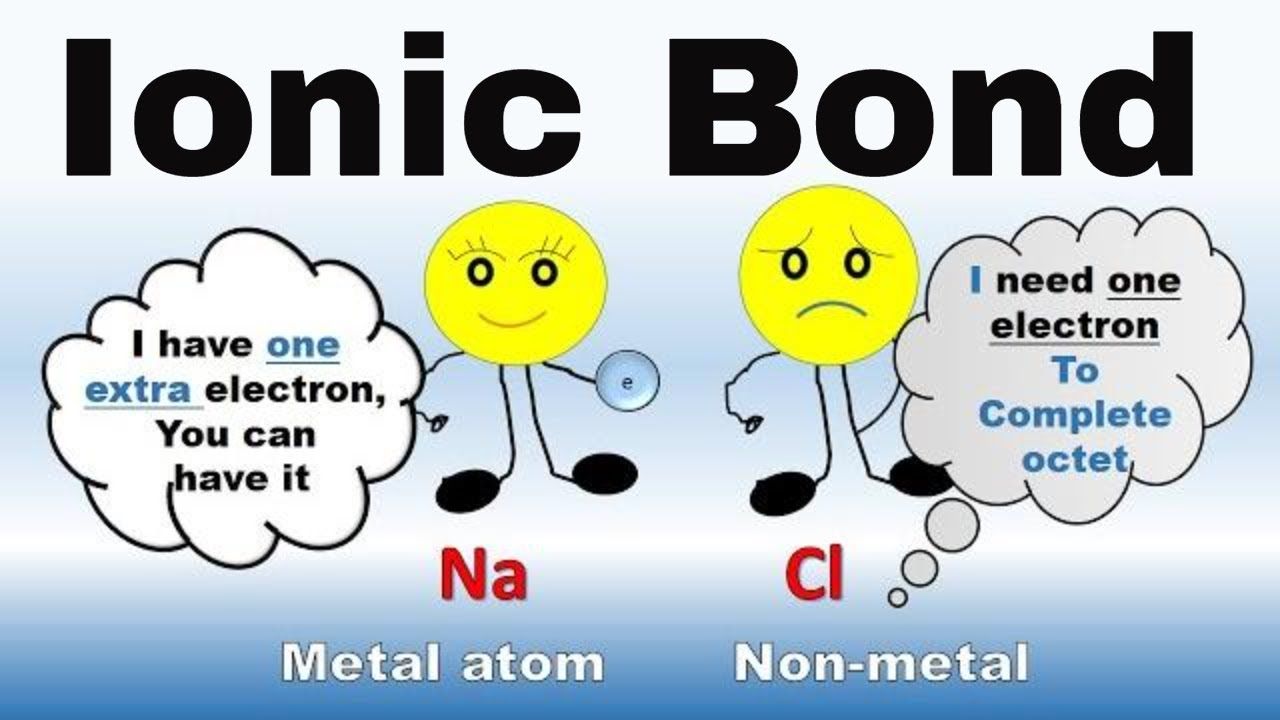 Ionic Bond
I have one
extra electron,
You can
have it
e
I need one
electron
To
Complete
octet
Na
Cl
Metal atom
Non-metal